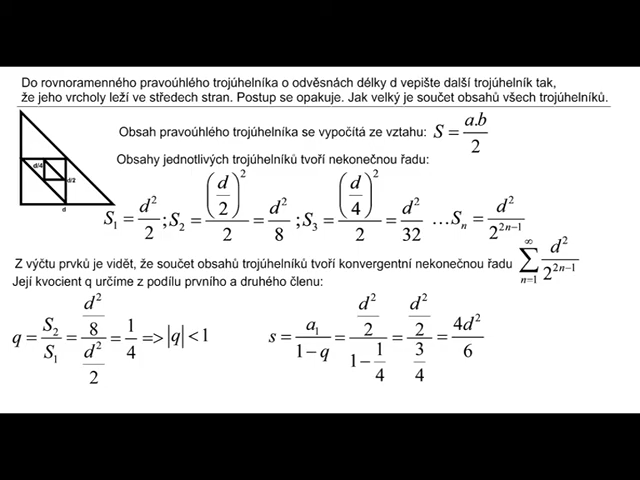 Do rovnoramenného pravoúhlého trojúhelníka o odvěsnách délky d vepište další trojúhelník tak,
že jeho vrcholy leží ve středech stran. Postup se opakuje. Jak velký je součet obsahů všech trojúhelníků.
Obsah pravoúhlého trojúhelníka se vypočítá ze vztahu: S = a.b / 2
d/4
d/2
d
Obsahy jednotlivých trojúhelníků tvoří nekonečnou řadu:
S₁ = d²/2 ; S₂ = (d/2)²/2 = d²/8 ; S₃ = (d/4)²/2 = d²/32 ...Sₙ = d²/2²ⁿ⁻¹
Z výčtu prvků je vidět, že součet obsahů trojúhelníků tvoří konvergentní nekonečnou řadu ∑ₙ₌₁^∞ d²/2²ⁿ⁻¹
Její kvocient q určíme z podílu prvního a druhého členu:
q = S₂/S₁ = (d²/8)/(d²/2) = 1/4 => |q| < 1
s = a₁/(1−q) = (d²/2)/(1−1/4) = (d²/2)/(3/4) = 4d²/6